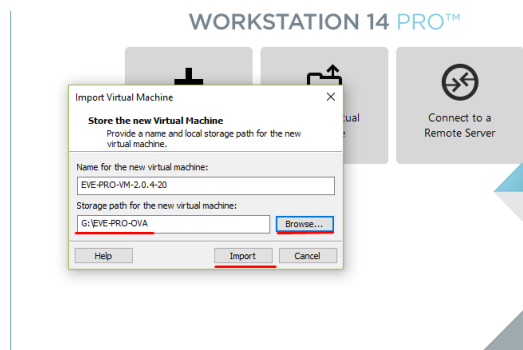 WORKSTATION 14 PRO™
Import Virtual Machine
Store the new Virtual Machine
Provide a name and local storage path for the new
virtual machine.
Name for the new virtual machine:
EVE-PRO-VM-2.0.4-20
Storage path for the new virtual machine:
G:\EVE-PRO-OVA
Browse...
Help
Import
Cancel
Connect to a
Remote Server